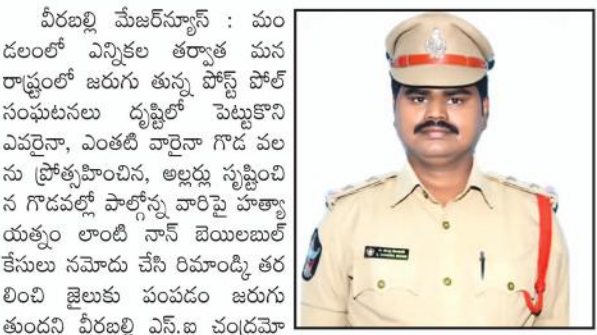 వీరబల్లి మేజర్‌న్యూస్ : మం
డలంలో ఎన్నికల తర్వాత మన
రాష్ట్రంలో జరుగు తున్న పోస్ట్ పోల్
సంఘటనలు దృష్టిలో పెట్టుకొని
ఎవరైనా, ఎంతటి వారైనా గొడ వల
ను ప్రోత్సహించిన, అల్లర్లు సృష్టించి
న గొడవల్లో పాల్గోన్న వారిపై హత్యా
యత్నం లాంటి నాన్ బెయిలబుల్
కేసులు నమోదు చేసి రిమాండ్కి తర
లించి జైలుకు పంపడం జరుగు
తుందని వీరబల్లి ఎస్.ఐ చంద్రమో